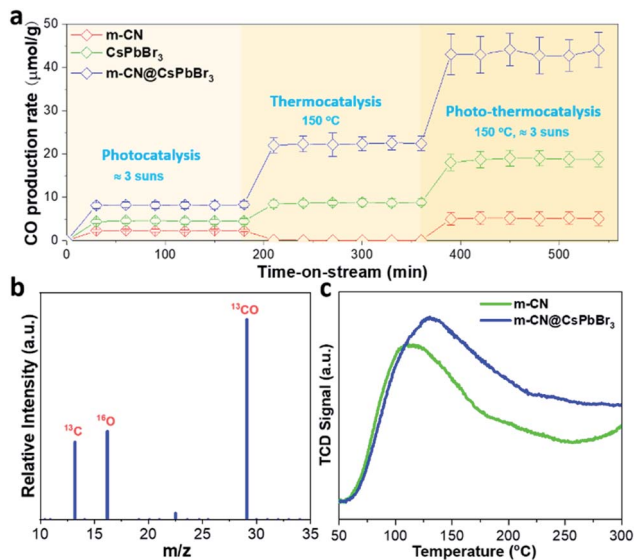 a
CO production rate (μmol/g)
50
40
30
20
10
0
m-CN
CsPbBr₃
m-CN@CsPbBr₃
Photocatalysis
≈ 3 suns
Thermocatalysis
150 ºC
Photo-thermocatalysis
150 ºC, ≈ 3 suns
0 100 200 300 400 500
Time-on-stream (min)
b
Relative Intensity (a.u.)
¹³C
¹⁶O
¹³CO
10 15 20 25 30 35
m/z
c
TCD Signal (a.u.)
m-CN
m-CN@CsPbBr₃
50 100 150 200 250 300
Temperature (ºC)